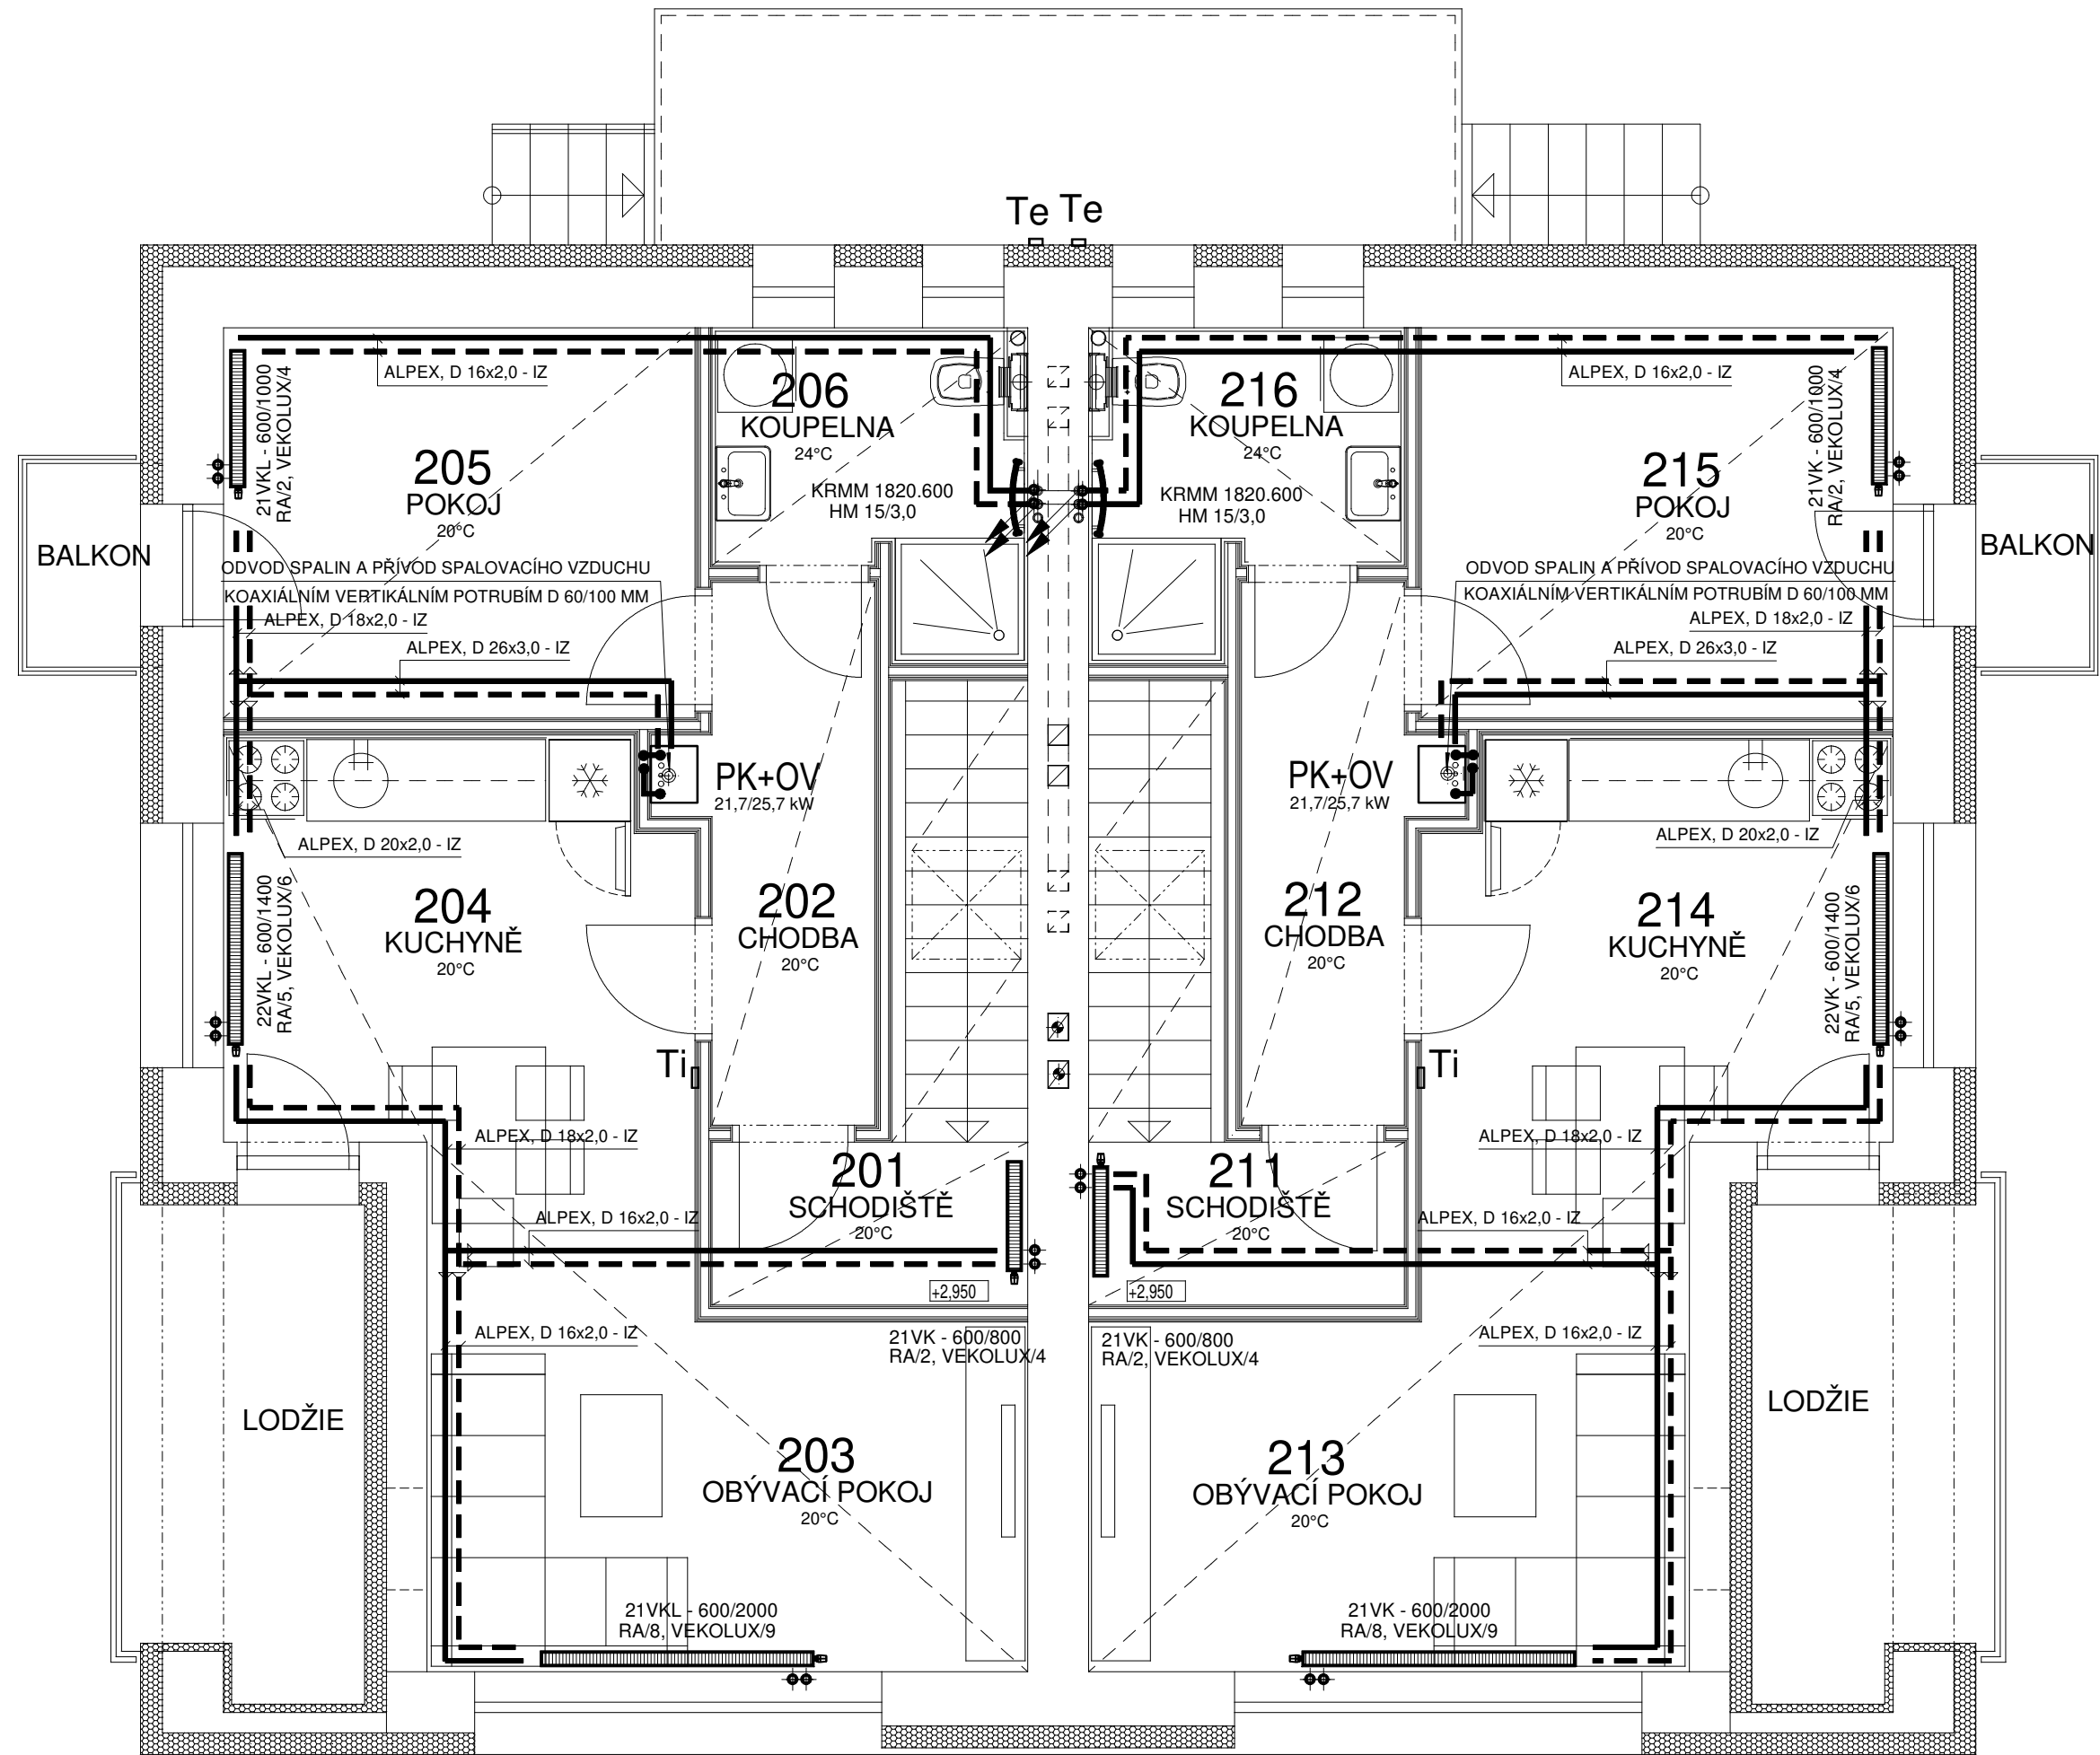 Te Te
ALPEX, D 16x2,0 - IZ
206
KOUPELNA
24°C
KRMM 1820.600
HM 15/3,0
216
KOUPELNA
24°C
KRMM 1820.600
HM 15/3,0
ALPEX, D 16x2,0 - IZ
21VKL - 600/1000
RA/2, VEKOLUX/4
205
POKOJ
20°C
215
POKOJ
20°C
21VK - 600/1000
RA/2, VEKOLUX/4
BALKON
BALKON
ODVOD SPALIN A PŘÍVOD SPALOVACÍHO VZDUCHU
KOAXIÁLNÍM VERTIKÁLNÍM POTRUBÍM D 60/100 MM
ALPEX, D 18x2,0 - IZ
ALPEX, D 26x3,0 - IZ
ODVOD SPALIN A PŘÍVOD SPALOVACÍHO VZDUCHU
KOAXIÁLNÍM VERTIKÁLNÍM POTRUBÍM D 60/100 MM
ALPEX, D 18x2,0 - IZ
ALPEX, D 26x3,0 - IZ
PK+OV
21,7/25,7 kW
PK+OV
21,7/25,7 kW
ALPEX, D 20x2,0 - IZ
ALPEX, D 20x2,0 - IZ
22VKL - 600/1400
RA/5, VEKOLUX/6
204
KUCHYNĚ
20°C
202
CHODBA
20°C
212
CHODBA
20°C
214
KUCHYNĚ
20°C
22VK - 600/1400
RA/5, VEKOLUX/6
Ti
Ti
ALPEX, D 18x2,0 - IZ
ALPEX, D 18x2,0 - IZ
201
SCHODIŠTĚ
20°C
211
SCHODIŠTĚ
20°C
ALPEX, D 16x2,0 - IZ
ALPEX, D 16x2,0 - IZ
+2,950
+2,950
ALPEX, D 16x2,0 - IZ
21VK - 600/800
RA/2, VEKOLUX/4
21VK - 600/800
RA/2, VEKOLUX/4
ALPEX, D 16x2,0 - IZ
LODŽIE
LODŽIE
203
OBÝVACÍ POKOJ
20°C
213
OBÝVACÍ POKOJ
20°C
21VKL - 600/2000
RA/8, VEKOLUX/9
21VK - 600/2000
RA/8, VEKOLUX/9